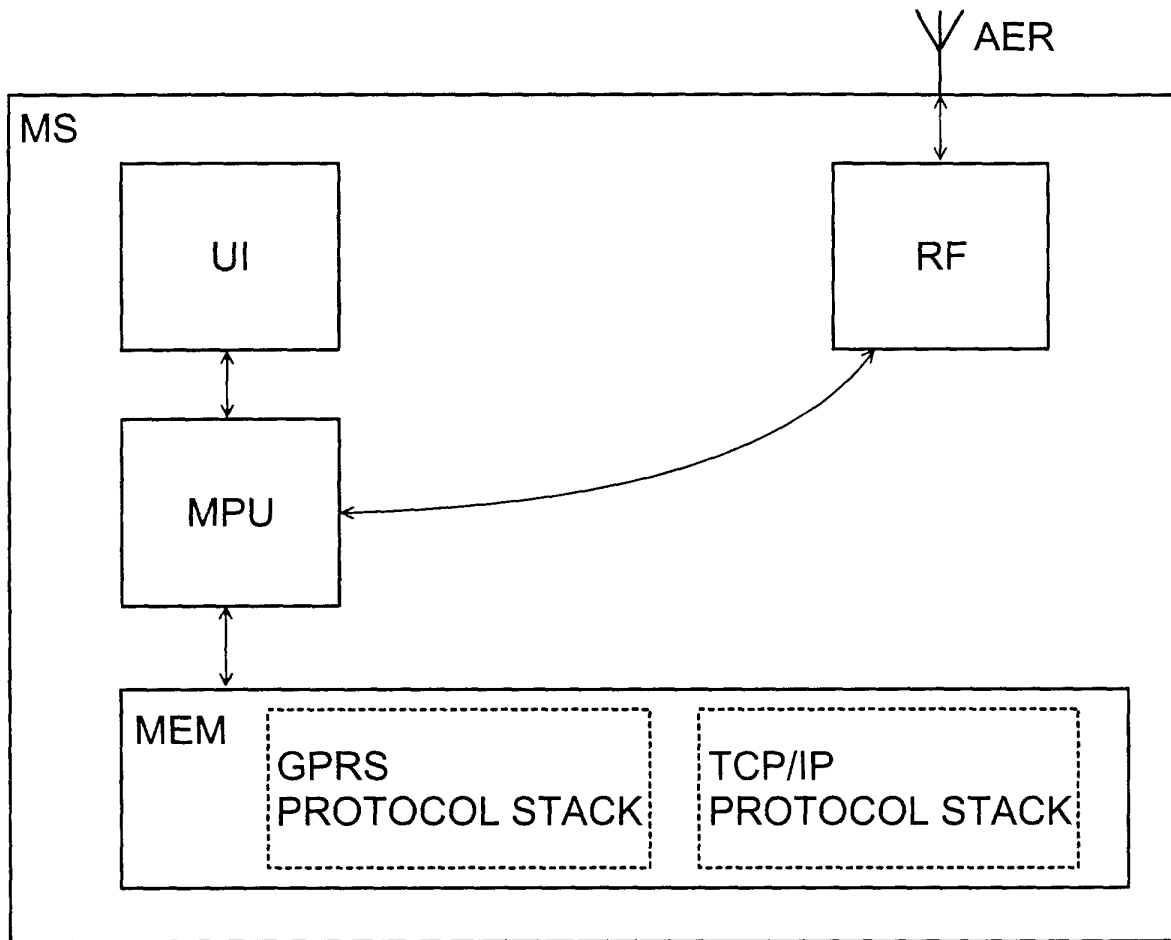 AER
MS
UI
RF
MPU
MEM
GPRS
PROTOCOL STACK
TCP/IP
PROTOCOL STACK